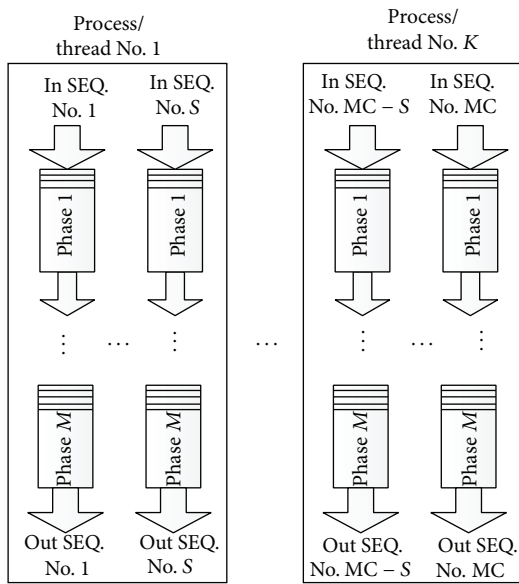 Process/
thread No. 1
Process/
thread No. K
In SEQ.
No. 1
In SEQ.
No. S
In SEQ.
No. MC − S
In SEQ.
No. MC
Phase 1
Phase 1
Phase 1
Phase 1
⋮ ... ⋮ ... ⋮ ... ⋮
Phase M
Phase M
Phase M
Phase M
Out SEQ.
No. 1
Out SEQ.
No. S
Out SEQ.
No. MC − S
Out SEQ.
No. MC